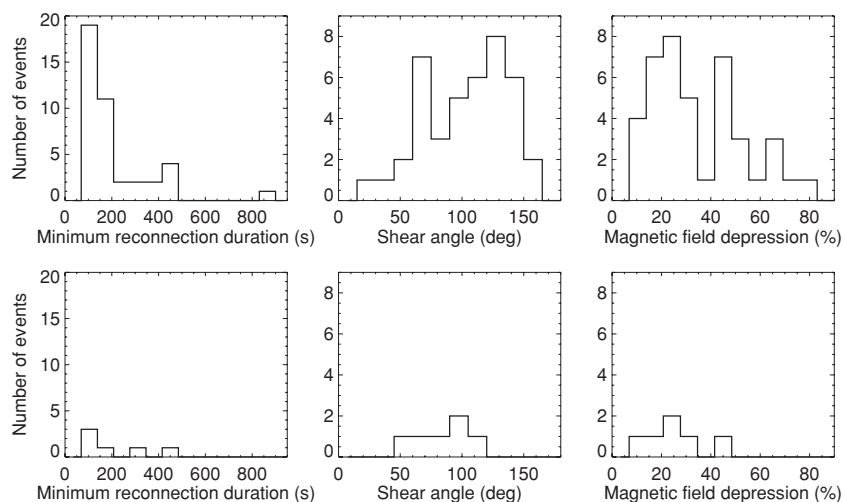 20
15
10
5
0
Number of events
0 200 400 600 800
Minimum reconnection duration (s)
8
6
4
2
0
0 50 100 150
Shear angle (deg)
8
6
4
2
0
0 20 40 60 80
Magnetic field depression (%)
20
15
10
5
0
Number of events
0 200 400 600 800
Minimum reconnection duration (s)
8
6
4
2
0
0 50 100 150
Shear angle (deg)
8
6
4
2
0
0 20 40 60 80
Magnetic field depression (%)